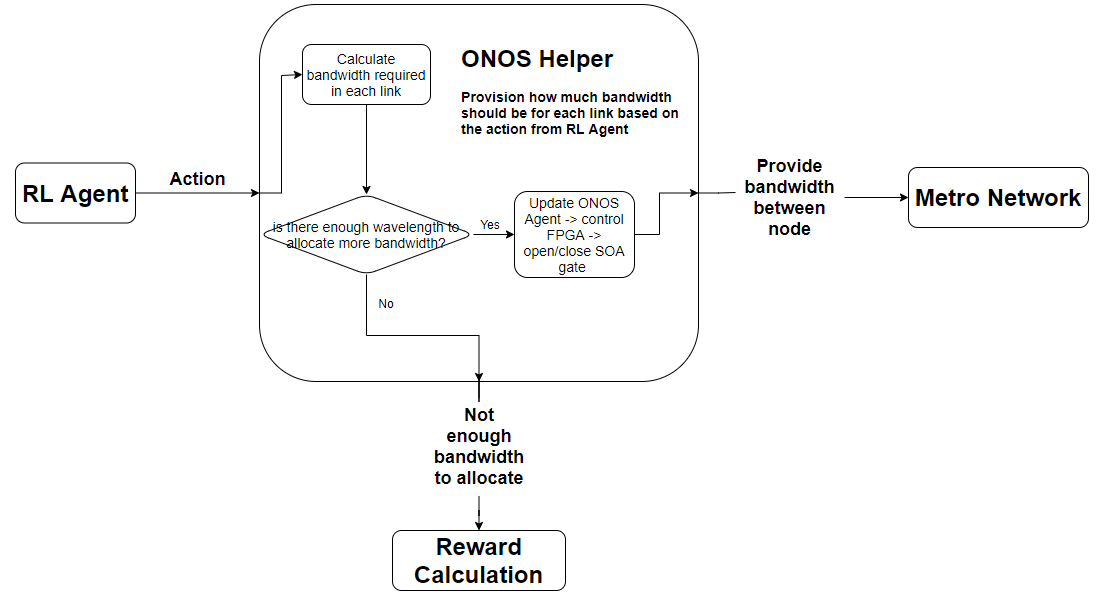 Calculate
bandwidth required
in each link
ONOS Helper
Provision how much bandwidth
should be for each link based on
the action from RL Agent
RL Agent
Action
is there enough wavelength to
allocate more bandwidth?
Yes
Update ONOS
Agent -> control
FPGA ->
open/close SOA
gate
Provide
bandwidth
between
node
Metro Network
No
Not
enough
bandwidth
to allocate
Reward
Calculation